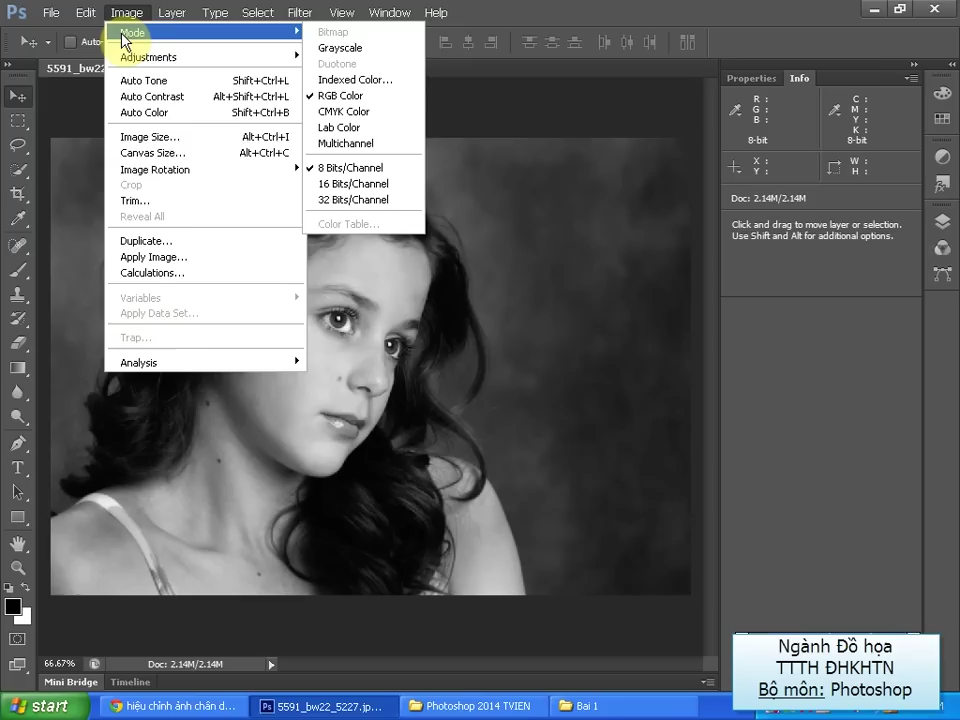 Ps File Edit Image Layer Type Select Filter View Window Help
Auto-
5591_bw22
Mode
Adjustments
Auto Tone Shift+Ctrl+L
Auto Contrast Alt+Shift+Ctrl+L
Auto Color Shift+Ctrl+B
Image Size... Alt+Ctrl+I
Canvas Size... Alt+Ctrl+C
Image Rotation
Crop
Trim...
Reveal All
Duplicate...
Apply Image...
Calculations...
Variables
Apply Data Set...
Trap...
Analysis
Bitmap
Grayscale
Duotone
Indexed Color...
RGB Color
CMYK Color
Lab Color
Multichannel
8 Bits/Channel
16 Bits/Channel
32 Bits/Channel
Color Table...
Properties Info
R : C :
G : M :
B : Y :
K :
8-bit 8-bit
X : W :
Y : H :
Doc: 2.14M/2.14M
Click and drag to move layer or selection.
Use Shift and Alt for additional options.
66.67% Doc: 2.14M/2.14M
Mini Bridge Timeline
Ngành Đồ họa
TTTH ĐHKHTN
Bộ môn: Photoshop
start hiệu chỉnh ảnh chân d... Ps 5591_bw22_5227.jp... Photoshop 2014 TVIEN Bai 1